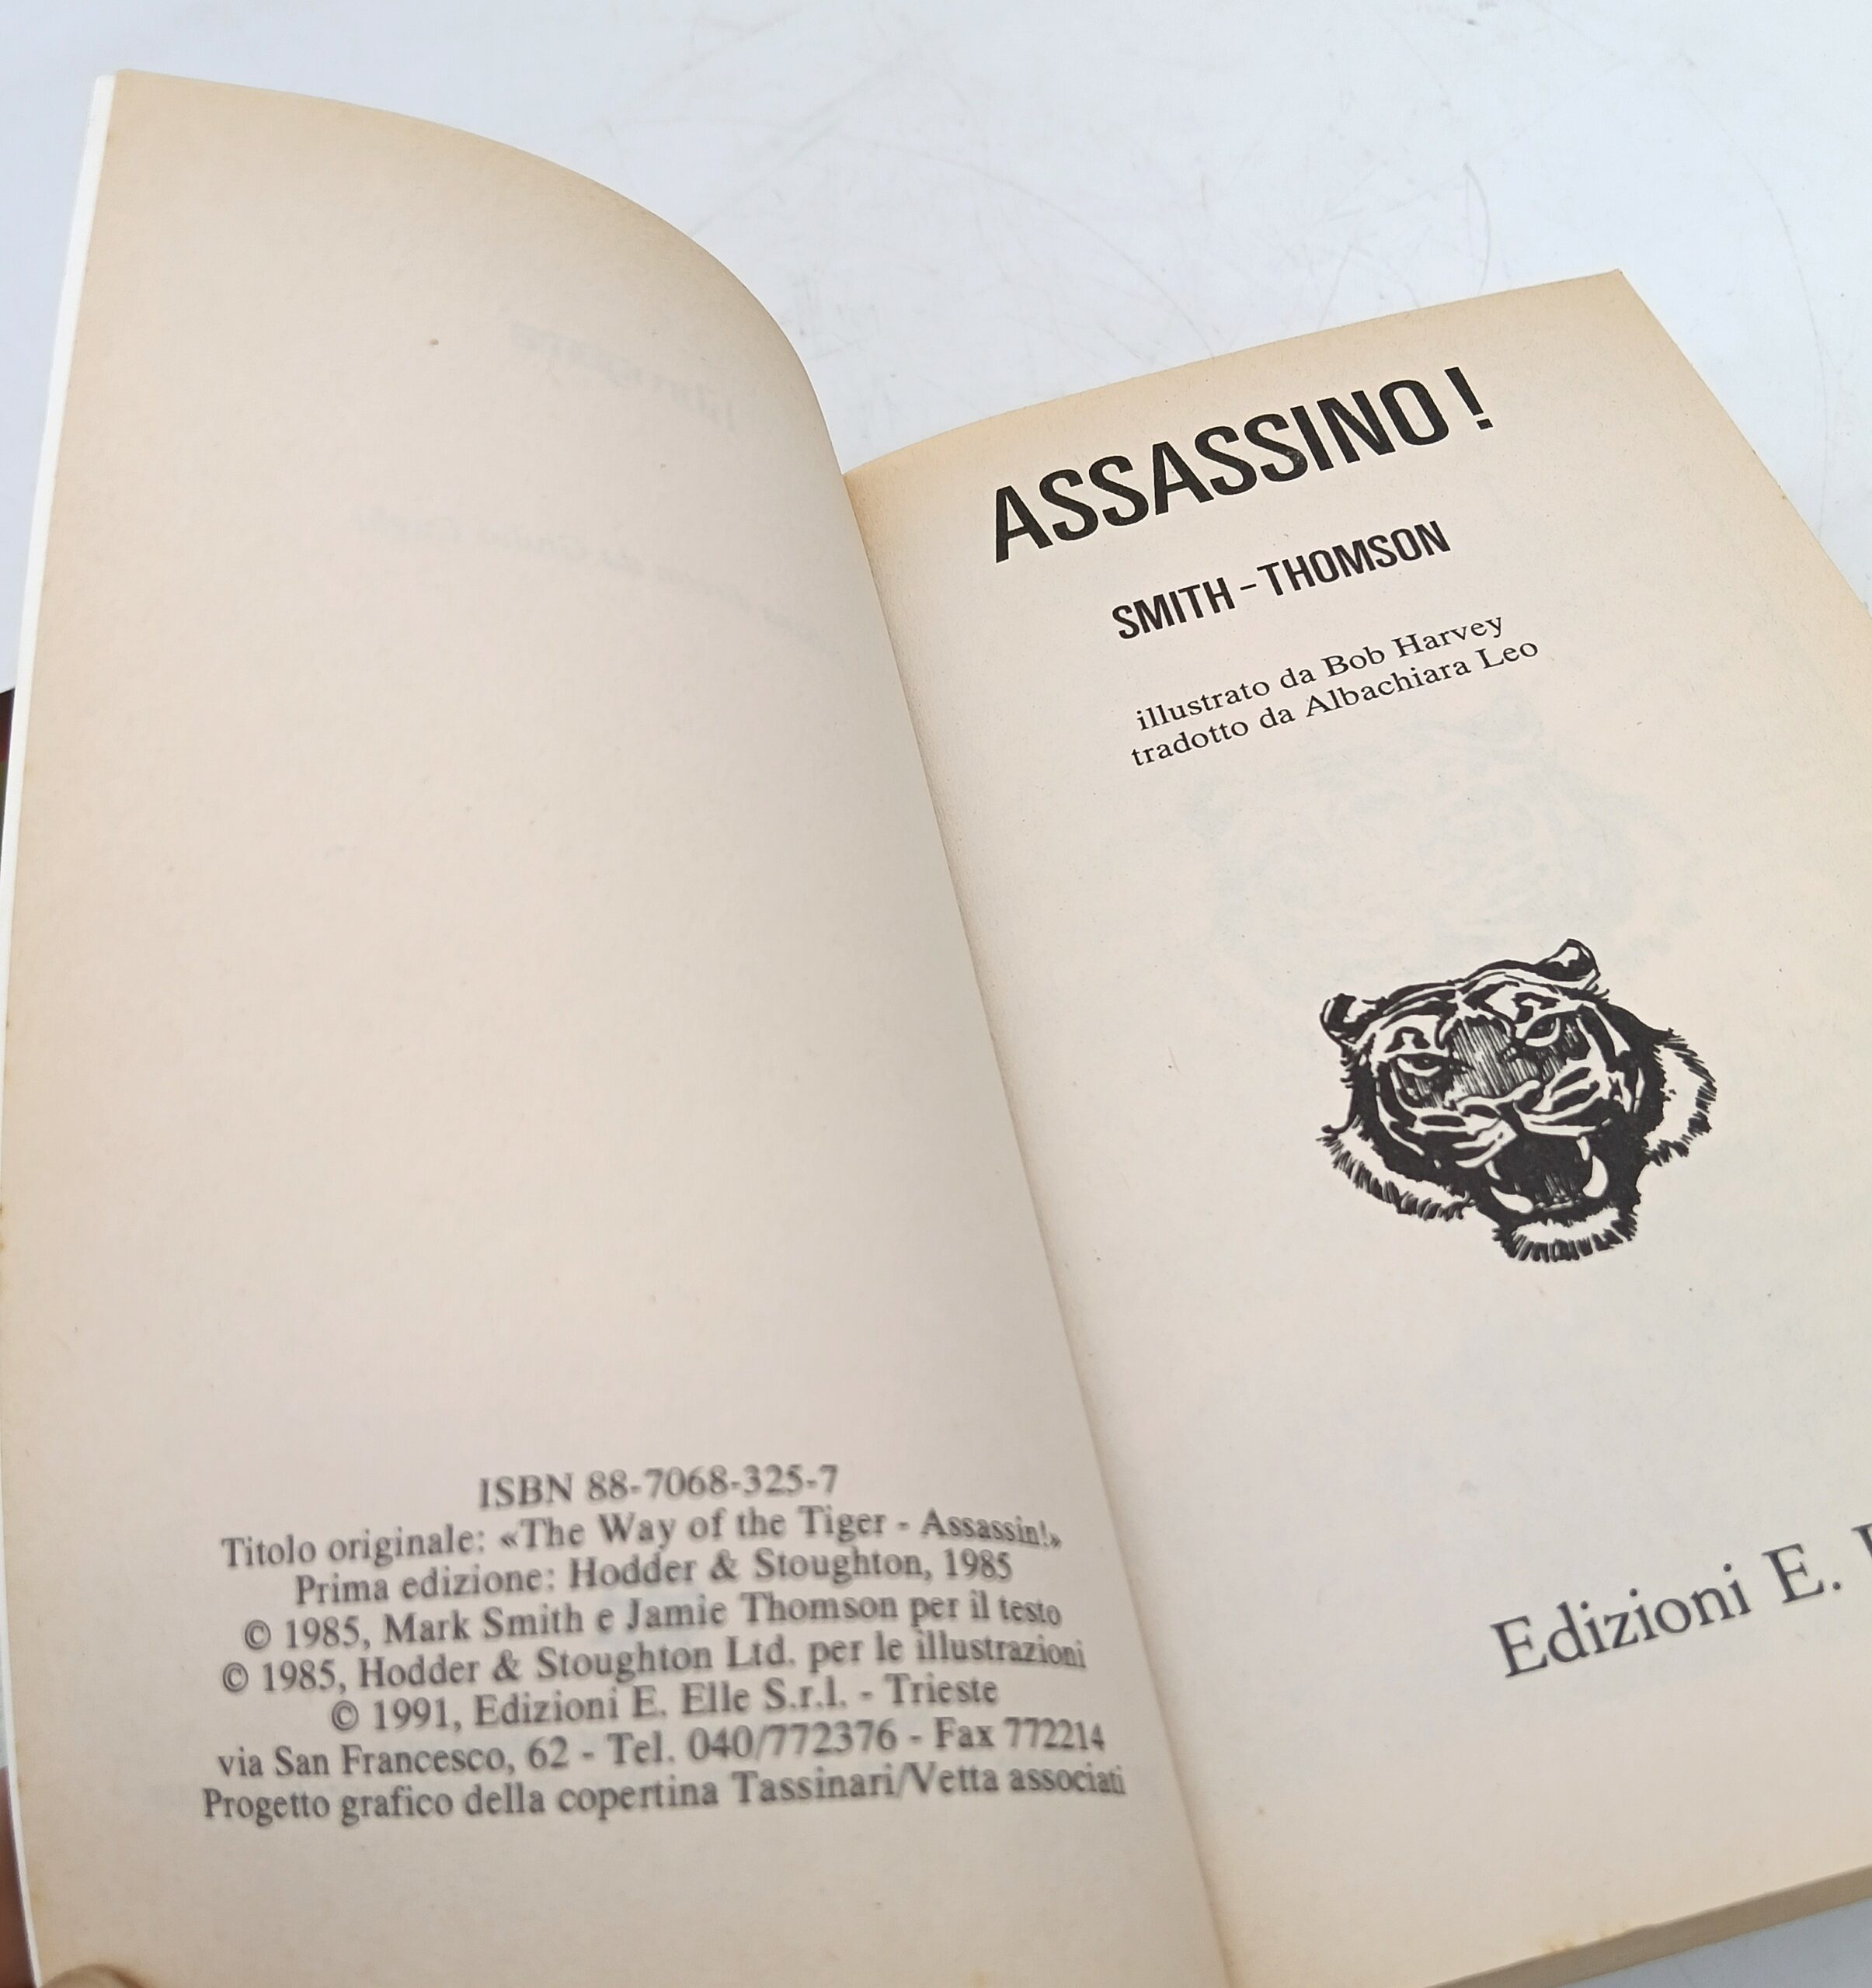 ISBN 88-7068-325-7
Titolo originale: «The Way of the Tiger - Assassin!»
Prima edizione: Hodder & Stoughton, 1985
© 1985, Mark Smith e Jamie Thomson per il testo
© 1985, Hodder & Stoughton Ltd. per le illustrazioni
© 1991, Edizioni E. Elle S.r.l. - Trieste
via San Francesco, 62 - Tel. 040/772376 - Fax 772214
Progetto grafico della copertina Tassinari/Vetta associati
ASSASSINO!
SMITH - THOMSON
illustrato da Bob Harvey
tradotto da Albachiara Leo
Edizioni E.